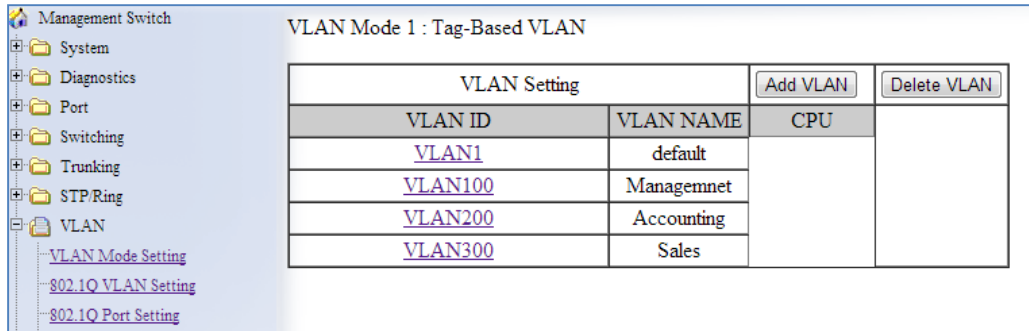 Management Switch
System
Diagnostics
Port
Switching
Trunking
STP/Ring
VLAN
VLAN Mode Setting
802.1Q VLAN Setting
802.1Q Port Setting
VLAN Mode 1 : Tag-Based VLAN
VLAN Setting Add VLAN Delete VLAN
VLAN ID VLAN NAME CPU
VLAN1 default
VLAN100 Managemnet
VLAN200 Accounting
VLAN300 Sales